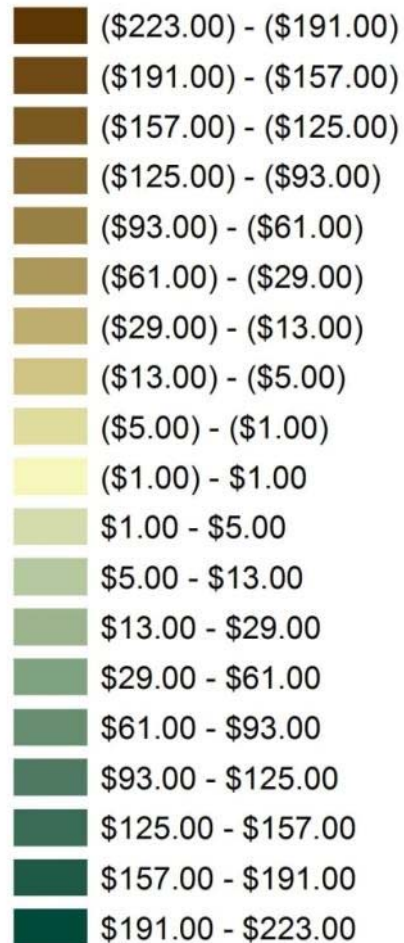 ($223.00) - ($191.00)
($191.00) - ($157.00)
($157.00) - ($125.00)
($125.00) - ($93.00)
($93.00) - ($61.00)
($61.00) - ($29.00)
($29.00) - ($13.00)
($13.00) - ($5.00)
($5.00) - ($1.00)
($1.00) - $1.00
$1.00 - $5.00
$5.00 - $13.00
$13.00 - $29.00
$29.00 - $61.00
$61.00 - $93.00
$93.00 - $125.00
$125.00 - $157.00
$157.00 - $191.00
$191.00 - $223.00